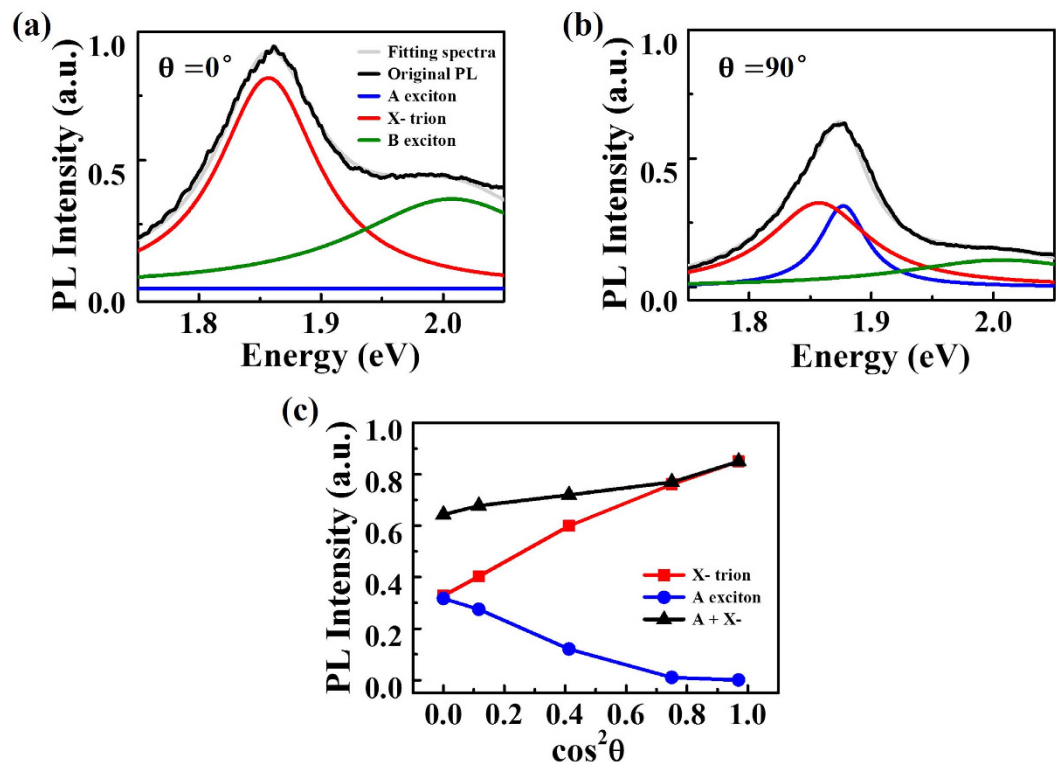 (a)
PL Intensity (a.u.)
1.0
0.5
0.0
θ = 0°
Fitting spectra
Original PL
A exciton
X- trion
B exciton
1.8
1.9
2.0
Energy (eV)
(b)
PL Intensity (a.u.)
1.0
0.5
0.0
θ = 90°
1.8
1.9
2.0
Energy (eV)
(c)
PL Intensity (a.u.)
1.0
0.8
0.6
0.4
0.2
0.0
X- trion
A exciton
A + X-
0.0
0.2
0.4
0.6
0.8
1.0
cos²θ